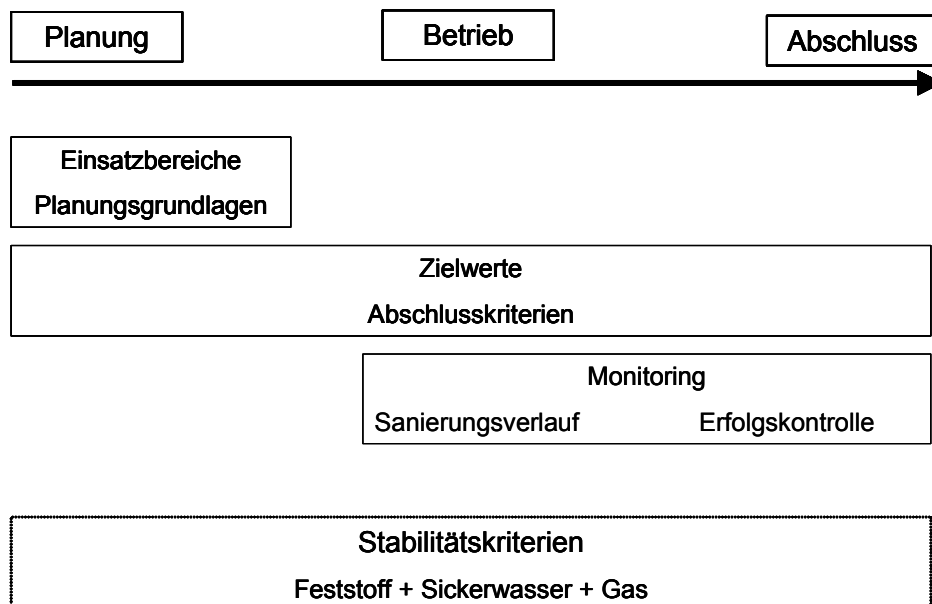 Planung Betrieb Abschluss
Einsatzbereiche
Planungsgrundlagen
Zielwerte
Abschlusskriterien
Monitoring
Sanierungsverlauf Erfolgskontrolle
Stabilitätskriterien
Feststoff + Sickerwasser + Gas